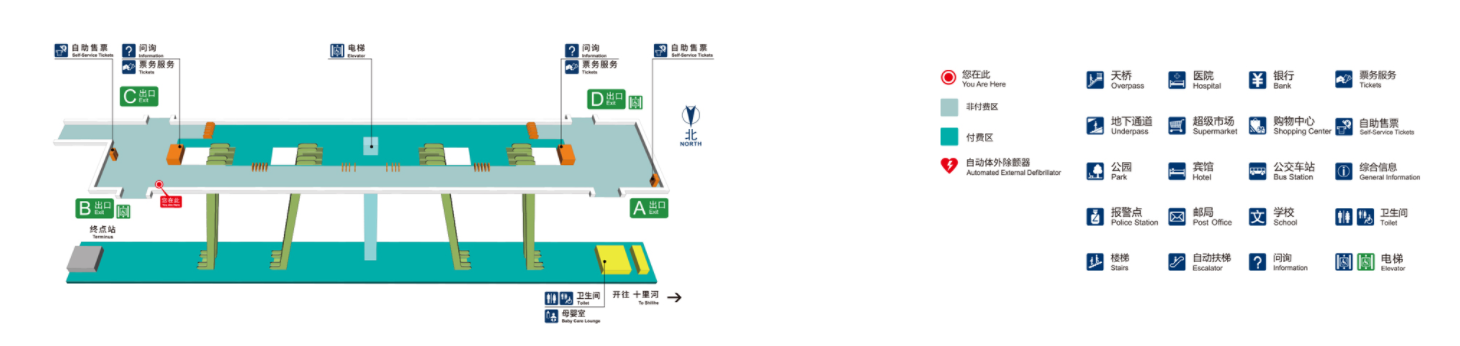 自助售票
Self-Service Tickets
问询
Information
票务服务
Tickets
电梯
Elevator
问询
Information
票务服务
Tickets
自助售票
Self-Service Tickets
C 出口
Exit
D 出口
Exit
北
NORTH
您在此
B 出口
Exit
A 出口
Exit
终点站
Terminus
卫生间
Toilet
母婴室
Baby Care Lounge
开往 十里河
To Shilihe
您在此
You Are Here
非付费区
付费区
自动体外除颤器
Automated External Defibrillator
天桥
Overpass
医院
Hospital
银行
Bank
票务服务
Tickets
地下通道
Underpass
超级市场
Supermarket
购物中心
Shopping Center
自助售票
Self-Service Tickets
公园
Park
宾馆
Hotel
公交车站
Bus Station
综合信息
General Information
报警点
Police Station
邮局
Post Office
文
学校
School
卫生间
Toilet
楼梯
Stairs
自动扶梯
Escalator
问询
Information
电梯
Elevator